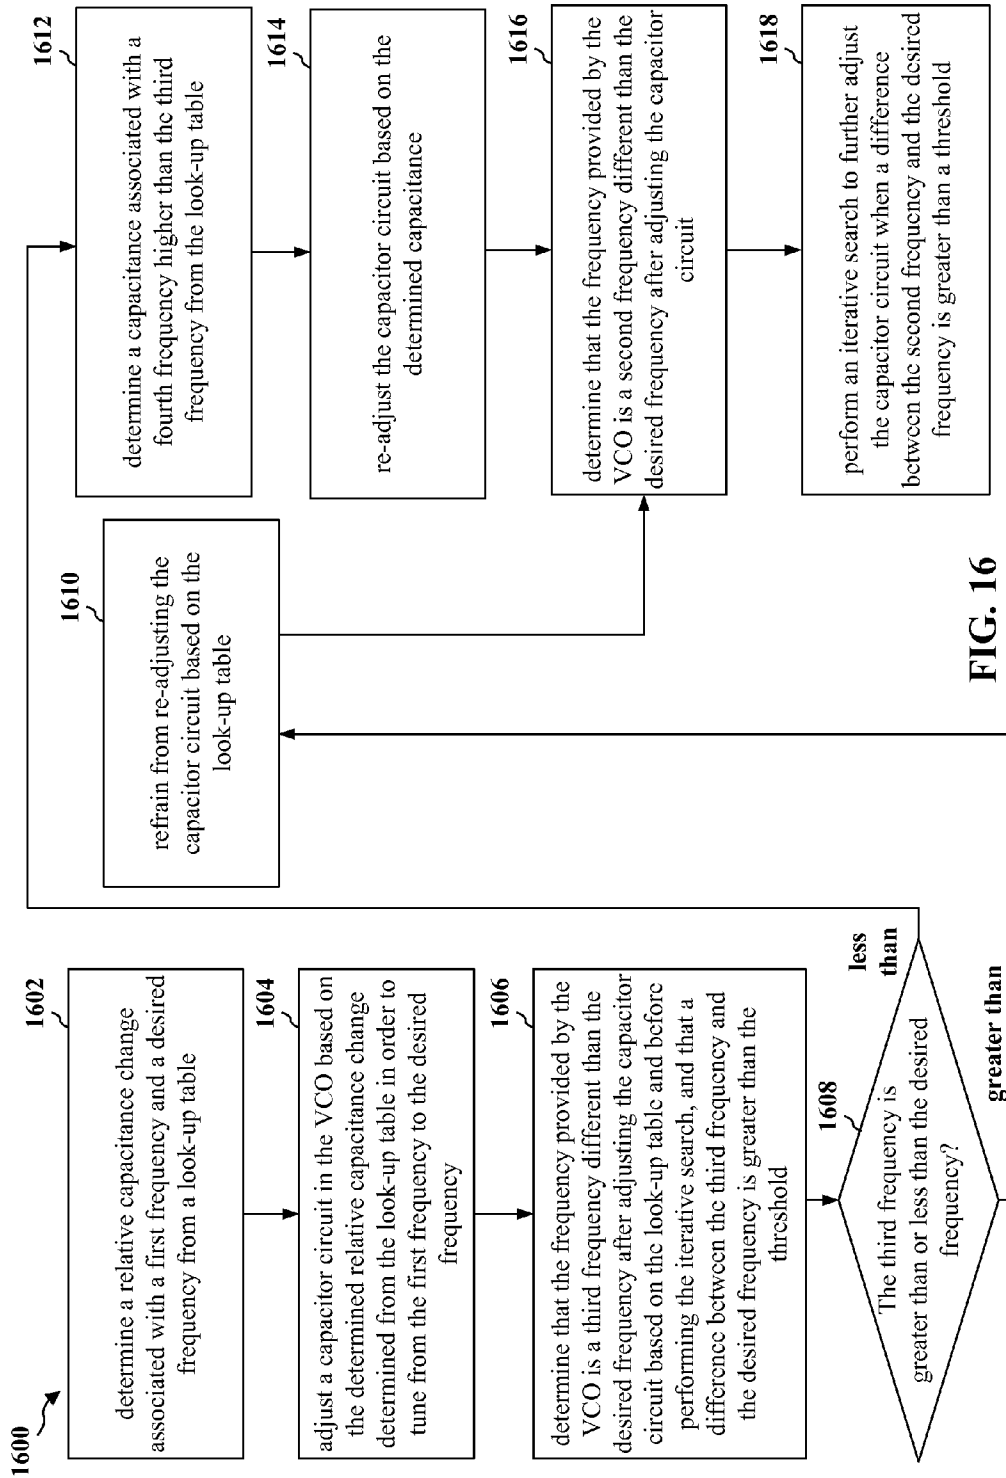 1600
1602
determine a relative capacitance change
associated with a first frequency and a desired
frequency from a look-up table
1604
adjust a capacitor circuit in the VCO based on
the determined relative capacitance change
determined from the look-up table in order to
tune from the first frequency to the desired
frequency
1606
determine that the frequency provided by the
VCO is a third frequency different than the
desired frequency after adjusting the capacitor
circuit based on the look-up table and before
performing the iterative search, and that a
difference between the third frequency and
the desired frequency is greater than the
threshold
1608
The third frequency is
greater than or less than the desired
frequency?
less
than
greater than
1610
refrain from re-adjusting the
capacitor circuit based on the
look-up table
1612
determine a capacitance associated with a
fourth frequency higher than the third
frequency from the look-up table
1614
re-adjust the capacitor circuit based on the
determined capacitance
1616
determine that the frequency provided by the
VCO is a second frequency different than the
desired frequency after adjusting the capacitor
circuit
1618
perform an iterative search to further adjust
the capacitor circuit when a difference
between the second frequency and the desired
frequency is greater than a threshold
FIG. 16